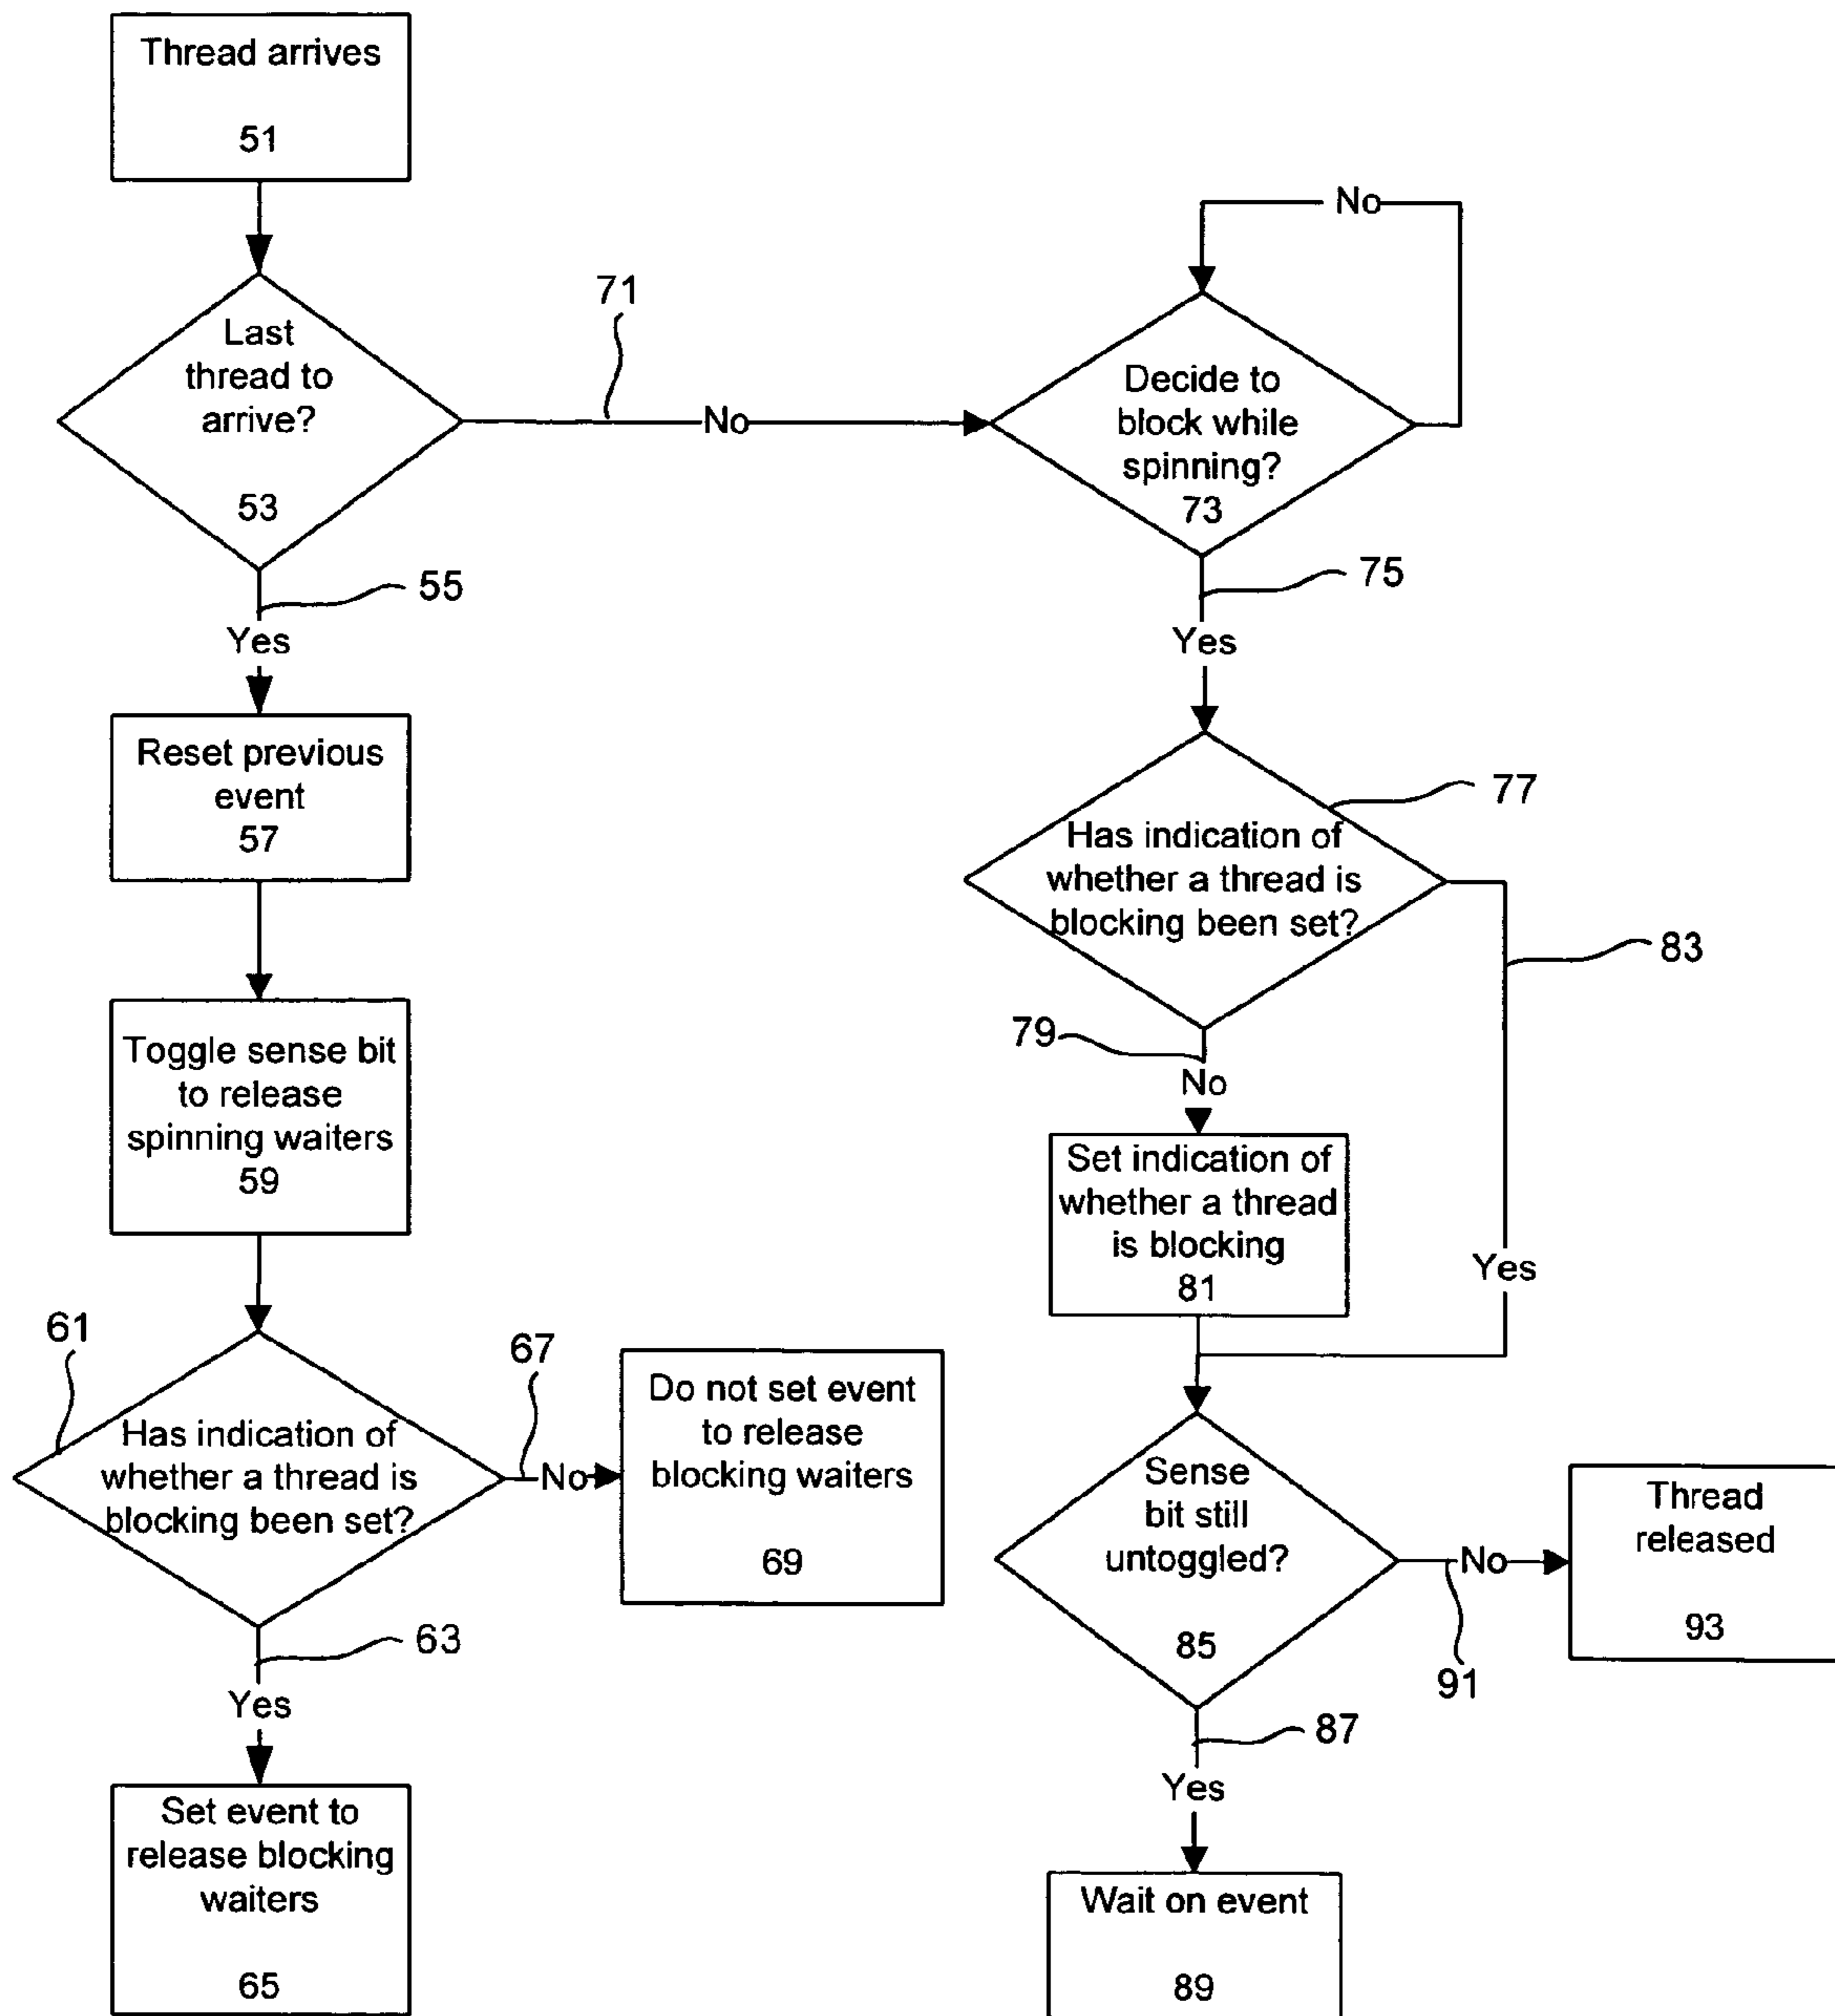 Thread arrives
51
Last
thread to
arrive?
53
55
Yes
Reset previous
event
57
Toggle sense bit
to release
spinning waiters
59
61
Has indication of
whether a thread is
blocking been set?
67
No
Do not set event
to release
blocking waiters
69
63
Yes
Set event to
release blocking
waiters
65
71
No
No
Decide to
block while
spinning?
73
75
Yes
77
Has indication of
whether a thread is
blocking been set?
83
Yes
79
No
Set indication of
whether a thread
is blocking
81
Sense
bit still
untoggled?
85
No
91
Thread
released
93
87
Yes
Wait on event
89